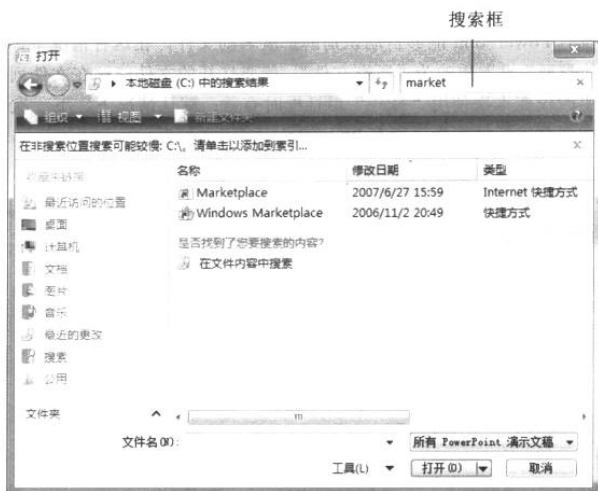 搜索框
打开
本地磁盘 (C:) 中的搜索结果
market
组织 视图 新建文件夹
在非搜索位置搜索可能较慢: C:\。请单击以添加到索引...
名称 修改日期 类型
Marketplace 2007/6/27 15:59 Internet 快捷方式
Windows Marketplace 2006/11/2 20:49 快捷方式
是否找到了您要搜索的内容?
在文件内容中搜索
收藏夹链接
最近访问的位置
桌面
计算机
文档
图片
音乐
最近的更改
搜索
公用
文件夹
文件名(N):
所有 PowerPoint 演示文稿
工具(L) 打开(O) 取消